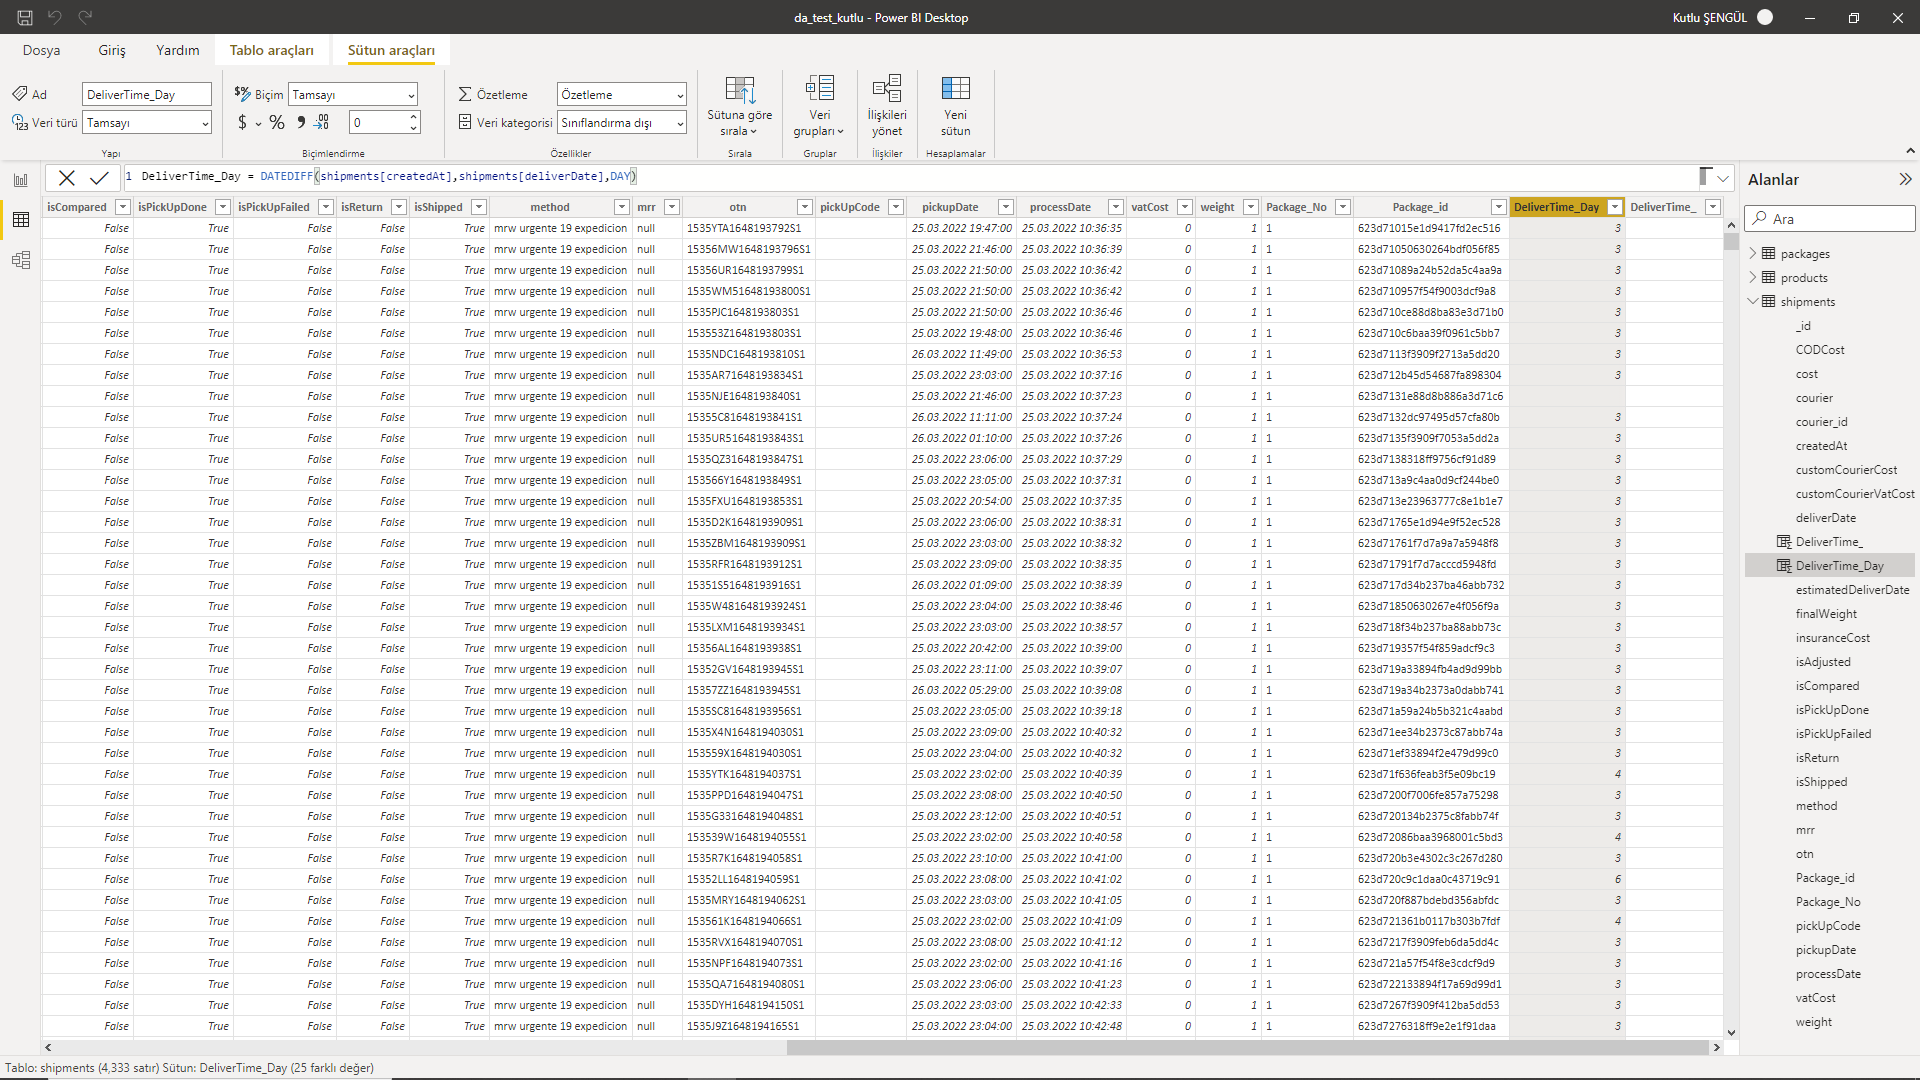 da_test_kutlu - Power BI Desktop
Kutlu ŞENGÜL
Dosya Giriş Yardım Tablo araçları Sütun araçları
Ad DeliverTime_Day
Veri türü Tamsayı
Yapı
Biçim Tamsayı
$ % 0
Biçimlendirme
Özetleme Özetleme
Veri kategorisi Sınıflandırma dışı
Özellikler
Sütuna göre sırala
Sırala
Veri grupları
Gruplar
İlişkileri yönet
İlişkiler
Yeni sütun
Hesaplamalar
1 DeliverTime_Day = DATEDIFF(shipments[createdAt],shipments[deliverDate],DAY)
isCompared isPickUpDone isPickUpFailed isReturn isShipped method mrr otn pickUpCode pickupDate processDate vatCost weight Package_No Package_id DeliverTime_Day DeliverTime_
False True False False True mrw urgente 19 expedicion null 1535YTA1648193792S1 25.03.2022 19:47:00 25.03.2022 10:36:35 0 1 1 623d71015e1d9417fd2ec516 3
False True False False True mrw urgente 19 expedicion null 15356MW1648193796S1 25.03.2022 21:46:00 25.03.2022 10:36:39 0 1 1 623d71050630264bdf056f85 3
False True False False True mrw urgente 19 expedicion null 15356UR1648193799S1 25.03.2022 21:50:00 25.03.2022 10:36:42 0 1 1 623d71089a24b52da5c4aa9a 3
False True False False True mrw urgente 19 expedicion null 1535WM51648193800S1 25.03.2022 21:50:00 25.03.2022 10:36:42 0 1 1 623d710957f54f9003dcf9a8 3
False True False False True mrw urgente 19 expedicion null 1535PJC1648193803S1 25.03.2022 21:50:00 25.03.2022 10:36:46 0 1 1 623d710ce88d8ba83e3d71b0 3
False True False False True mrw urgente 19 expedicion null 153553Z1648193803S1 25.03.2022 19:48:00 25.03.2022 10:36:46 0 1 1 623d710c6baa39f0961c5bb7 3
False True False False True mrw urgente 19 expedicion null 1535NDC1648193810S1 26.03.2022 11:49:00 25.03.2022 10:36:53 0 1 1 623d7113f3909f2713a5dd20 3
False True False False True mrw urgente 19 expedicion null 1535AR71648193834S1 25.03.2022 23:03:00 25.03.2022 10:37:16 0 1 1 623d712b45d54687fa898304 3
False True False False True mrw urgente 19 expedicion null 1535NJE1648193840S1 25.03.2022 21:46:00 25.03.2022 10:37:23 0 1 1 623d7131e88d8b886a3d71c6
False True False False True mrw urgente 19 expedicion null 15355C81648193841S1 26.03.2022 11:11:00 25.03.2022 10:37:24 0 1 1 623d7132dc97495d57cfa80b 3
False True False False True mrw urgente 19 expedicion null 1535UR51648193843S1 26.03.2022 01:10:00 25.03.2022 10:37:26 0 1 1 623d7135f3909f7053a5dd2a 3
False True False False True mrw urgente 19 expedicion null 1535QZ31648193847S1 25.03.2022 23:06:00 25.03.2022 10:37:29 0 1 1 623d7138318ff9756cf91d89 3
False True False False True mrw urgente 19 expedicion null 153566Y1648193849S1 25.03.2022 23:05:00 25.03.2022 10:37:31 0 1 1 623d713a9c4aa0d9cf244be0 3
False True False False True mrw urgente 19 expedicion null 1535FXU1648193853S1 25.03.2022 20:54:00 25.03.2022 10:37:35 0 1 1 623d713e23963777c8e1b1e7 3
False True False False True mrw urgente 19 expedicion null 1535D2K1648193909S1 25.03.2022 23:06:00 25.03.2022 10:38:31 0 1 1 623d71765e1d94e9f52ec528 3
False True False False True mrw urgente 19 expedicion null 1535ZBM1648193909S1 25.03.2022 23:03:00 25.03.2022 10:38:32 0 1 1 623d71761f7d7a9a7a5948f8 3
False True False False True mrw urgente 19 expedicion null 1535RFR1648193912S1 25.03.2022 23:09:00 25.03.2022 10:38:35 0 1 1 623d71791f7d7acccd5948fd 3
False True False False True mrw urgente 19 expedicion null 15351S51648193916S1 26.03.2022 01:09:00 25.03.2022 10:38:39 0 1 1 623d717d34b237ba46abb732 3
False True False False True mrw urgente 19 expedicion null 1535W481648193924S1 25.03.2022 23:04:00 25.03.2022 10:38:46 0 1 1 623d71850630267e4f056f9a 3
False True False False True mrw urgente 19 expedicion null 1535LXM1648193934S1 25.03.2022 23:03:00 25.03.2022 10:38:57 0 1 1 623d718f34b237ba88abb73c 3
False True False False True mrw urgente 19 expedicion null 15356AL1648193938S1 25.03.2022 20:42:00 25.03.2022 10:39:00 0 1 1 623d719357f54f859adcf9c3 3
False True False False True mrw urgente 19 expedicion null 15352GV1648193945S1 25.03.2022 23:11:00 25.03.2022 10:39:07 0 1 1 623d719a33894fb4ad9d99bb 3
False True False False True mrw urgente 19 expedicion null 15357ZZ1648193945S1 26.03.2022 05:29:00 25.03.2022 10:39:08 0 1 1 623d719a34b2373a0dabb741 3
False True False False True mrw urgente 19 expedicion null 1535SC81648193956S1 25.03.2022 23:05:00 25.03.2022 10:39:18 0 1 1 623d71a59a24b5b321c4aabd 3
False True False False True mrw urgente 19 expedicion null 1535X4N1648194030S1 25.03.2022 23:09:00 25.03.2022 10:40:32 0 1 1 623d71ee34b2373c87abb74a 3
False True False False True mrw urgente 19 expedicion null 153559X1648194030S1 25.03.2022 23:04:00 25.03.2022 10:40:32 0 1 1 623d71ef33894f2e479d99c0 3
False True False False True mrw urgente 19 expedicion null 1535YTK1648194037S1 25.03.2022 23:02:00 25.03.2022 10:40:39 0 1 1 623d71f636feab3f5e09bc19 4
False True False False True mrw urgente 19 expedicion null 1535PPD1648194047S1 25.03.2022 23:08:00 25.03.2022 10:40:50 0 1 1 623d7200f7006fe857a75298 3
False True False False True mrw urgente 19 expedicion null 1535G331648194048S1 25.03.2022 23:12:00 25.03.2022 10:40:51 0 1 1 623d720134b2375c8fabb74f 3
False True False False True mrw urgente 19 expedicion null 153539W1648194055S1 25.03.2022 23:02:00 25.03.2022 10:40:58 0 1 1 623d72086baa3968001c5bd3 4
False True False False True mrw urgente 19 expedicion null 1535R7K1648194058S1 25.03.2022 23:10:00 25.03.2022 10:41:00 0 1 1 623d720b3e4302c3c267d280 3
False True False False True mrw urgente 19 expedicion null 15352LL1648194059S1 25.03.2022 23:08:00 25.03.2022 10:41:02 0 1 1 623d720c9c1daa0c43719c91 6
False True False False True mrw urgente 19 expedicion null 1535MRY1648194062S1 25.03.2022 23:03:00 25.03.2022 10:41:05 0 1 1 623d720f887bdebd356abfdc 3
False True False False True mrw urgente 19 expedicion null 153561K1648194066S1 25.03.2022 23:02:00 25.03.2022 10:41:09 0 1 1 623d721361b0117b303b7fdf 4
False True False False True mrw urgente 19 expedicion null 1535RVX1648194070S1 25.03.2022 23:08:00 25.03.2022 10:41:12 0 1 1 623d7217f3909feb6da5dd4c 3
False True False False True mrw urgente 19 expedicion null 1535NPF1648194073S1 25.03.2022 23:02:00 25.03.2022 10:41:16 0 1 1 623d721a57f54f8e3cdcf9d9 3
False True False False True mrw urgente 19 expedicion null 1535QA71648194080S1 25.03.2022 23:06:00 25.03.2022 10:41:23 0 1 1 623d722133894f17a69d99d1 3
False True False False True mrw urgente 19 expedicion null 1535DYH1648194150S1 25.03.2022 23:03:00 25.03.2022 10:42:33 0 1 1 623d7267f3909f412ba5dd53 3
False True False False True mrw urgente 19 expedicion null 1535J9Z1648194165S1 25.03.2022 23:04:00 25.03.2022 10:42:48 0 1 1 623d7276318ff9e2e1f91daa 3
Alanlar
Ara
packages
products
shipments
_id
CODCost
cost
courier
courier_id
createdAt
customCourierCost
customCourierVatCost
deliverDate
DeliverTime_
DeliverTime_Day
estimatedDeliverDate
finalWeight
insuranceCost
isAdjusted
isCompared
isPickUpDone
isPickUpFailed
isReturn
isShipped
method
mrr
otn
Package_id
Package_No
pickUpCode
pickupDate
processDate
vatCost
weight
Tablo: shipments (4,333 satır) Sütun: DeliverTime_Day (25 farklı değer)